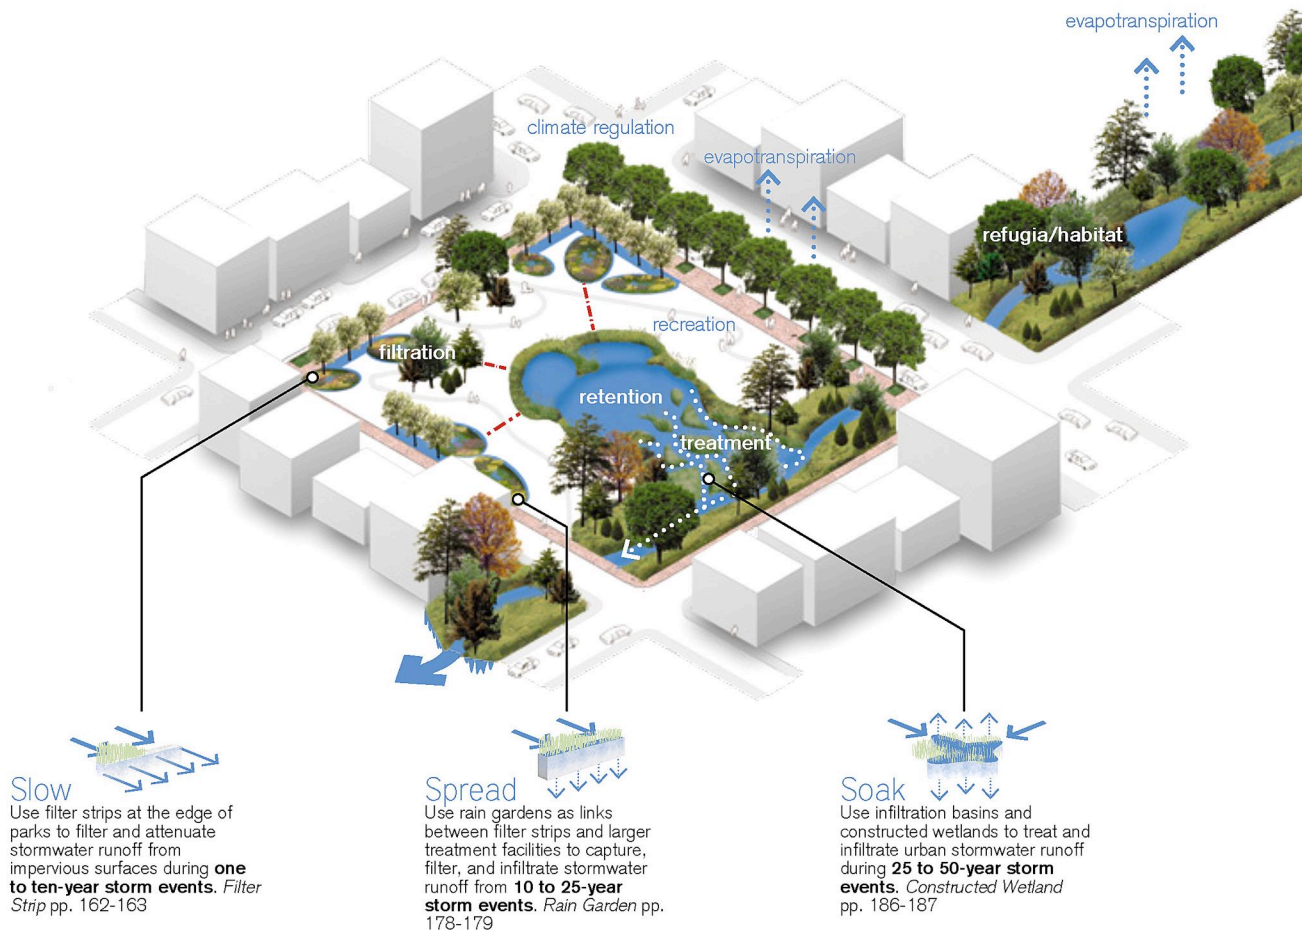 evapotranspiration
climate regulation
evapotranspiration
refugia/habitat
recreation
filtration
retention
treatment
Slow
Use filter strips at the edge of
parks to filter and attenuate
stormwater runoff from
impervious surfaces during one
to ten-year storm events. Filter
Strip pp. 162-163
Spread
Use rain gardens as links
between filter strips and larger
treatment facilities to capture,
filter, and infiltrate stormwater
runoff from 10 to 25-year
storm events. Rain Garden pp.
178-179
Soak
Use infiltration basins and
constructed wetlands to treat and
infiltrate urban stormwater runoff
during 25 to 50-year storm
events. Constructed Wetland
pp. 186-187